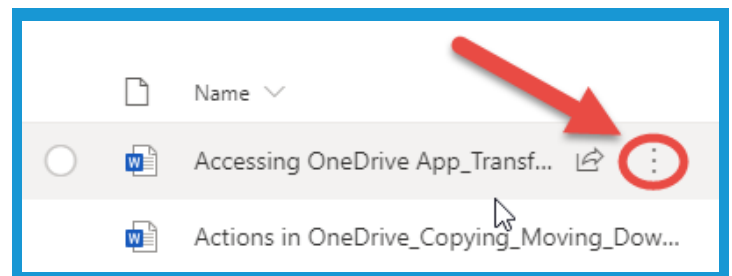 Name
Accessing OneDrive App_Transf...
Actions in OneDrive_Copying_Moving_Dow...